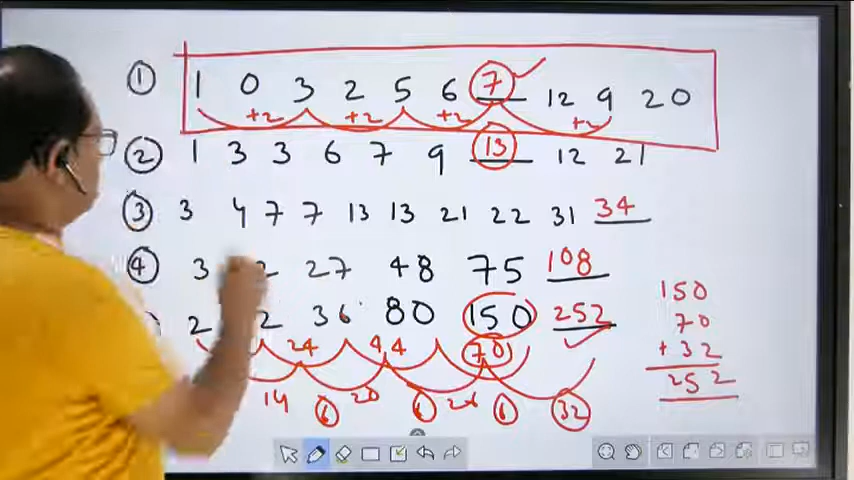 ① 1 0 3 2 5 6 7 12 9 20
+2 +2 +2 +2
② 1 3 3 6 7 9 13 12 21
③ 3 4 7 7 13 13 21 22 31 34
④ 3 27 48 75 108
2 2 36 80 150 252
24 44 70
14 20 26 32
6 6 6
150
70
+ 32
252